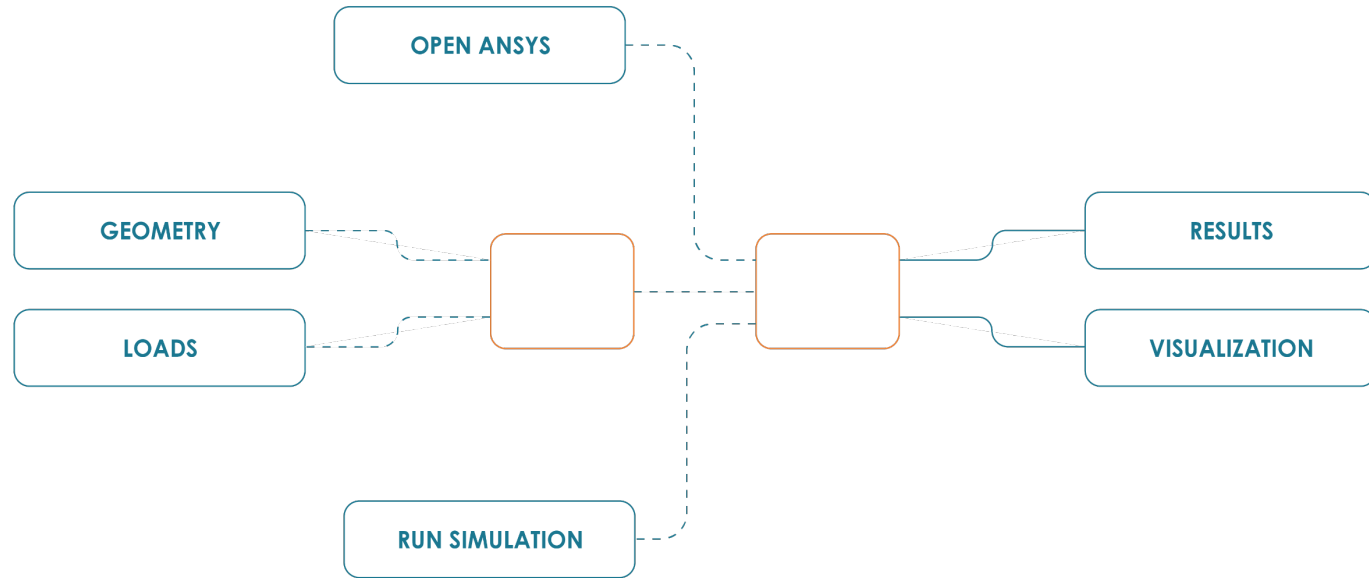 OPEN ANSYS
GEOMETRY
RESULTS
LOADS
VISUALIZATION
RUN SIMULATION